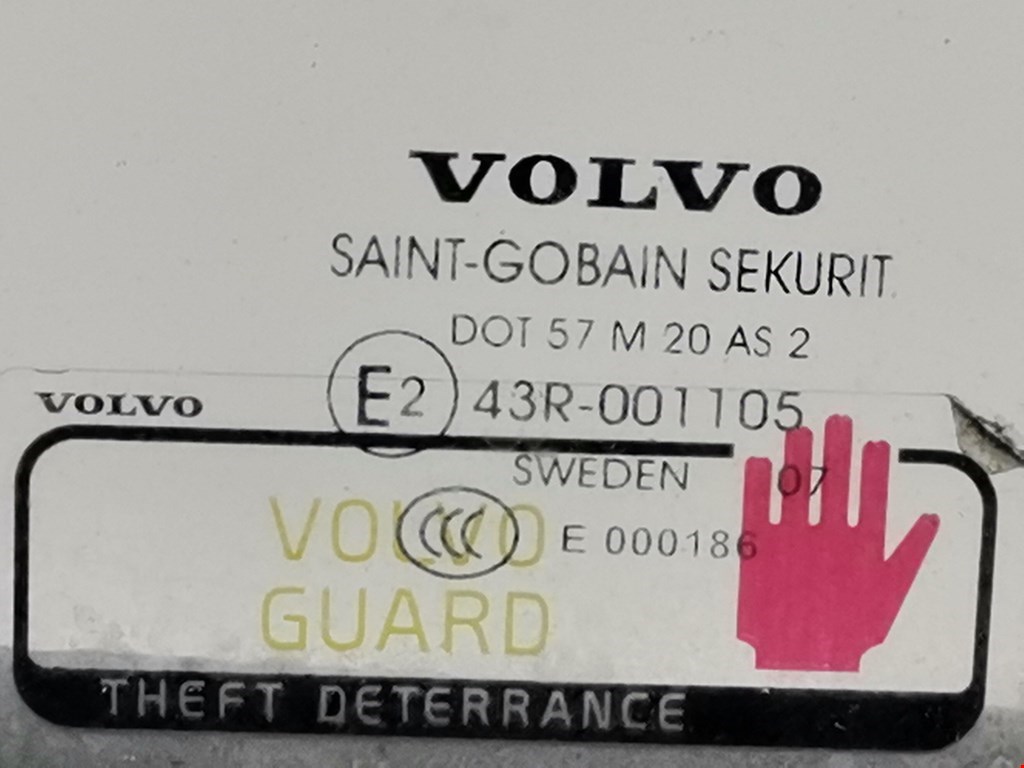 VOLVO
SAINT-GOBAIN SEKURIT
DOT 57 M 20 AS 2
E2 43R-001105
VOLVO
SWEDEN 07
CCC E 000186
VOLVO
GUARD
THEFT DETERRANCE